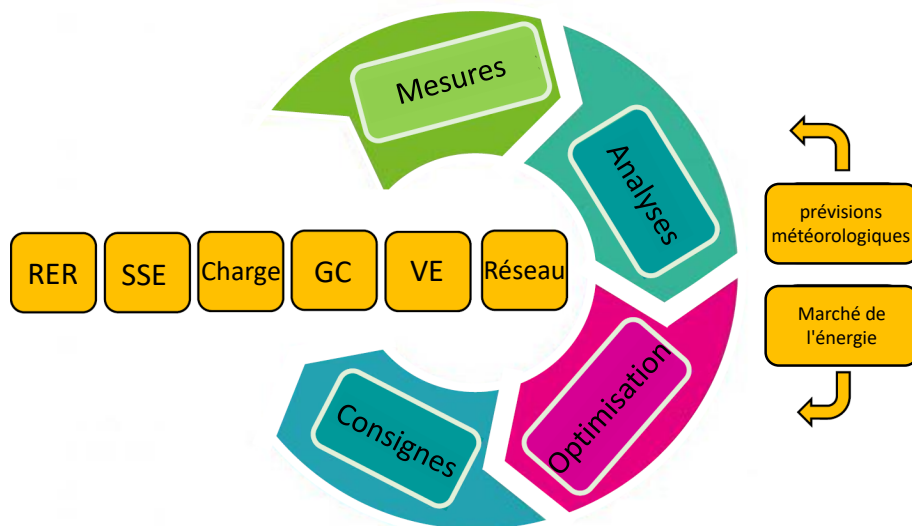 Mesures
Analyses
prévisions
météorologiques
RER
SSE
Charge
GC
VE
Réseau
Marché de
l'énergie
Optimisation
Consignes